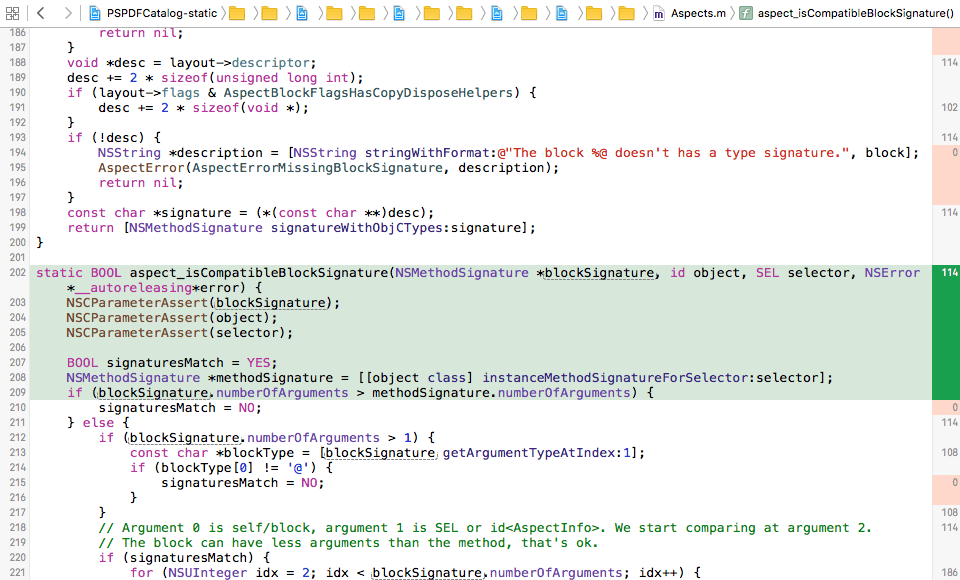 PSPDFCatalog-static Aspects.m aspect_isCompatibleBlockSignature()
186 return nil;
187 }
188 void *desc = layout->descriptor; 114
189 desc += 2 * sizeof(unsigned long int);
190 if (layout->flags & AspectBlockFlagsHasCopyDisposeHelpers) {
191 desc += 2 * sizeof(void *); 102
192 }
193 if (!desc) { 114
194 NSString *description = [NSString stringWithFormat:@"The block %@ doesn't has a type signature.", block]; 0
195 AspectError(AspectErrorMissingBlockSignature, description);
196 return nil;
197 }
198 const char *signature = (*(const char **)desc); 114
199 return [NSMethodSignature signatureWithObjCTypes:signature];
200 }
201
202 static BOOL aspect_isCompatibleBlockSignature(NSMethodSignature *blockSignature, id object, SEL selector, NSError 114
*__autoreleasing*error) {
203 NSCParameterAssert(blockSignature);
204 NSCParameterAssert(object);
205 NSCParameterAssert(selector);
206
207 BOOL signaturesMatch = YES;
208 NSMethodSignature *methodSignature = [[object class] instanceMethodSignatureForSelector:selector];
209 if (blockSignature.numberOfArguments > methodSignature.numberOfArguments) {
210 signaturesMatch = NO; 0
211 } else { 114
212 if (blockSignature.numberOfArguments > 1) {
213 const char *blockType = [blockSignature getArgumentTypeAtIndex:1]; 108
214 if (blockType[0] != '@') {
215 signaturesMatch = NO; 0
216 }
217 } 108
218 // Argument 0 is self/block, argument 1 is SEL or id<AspectInfo>. We start comparing at argument 2. 114
219 // The block can have less arguments than the method, that's ok.
220 if (signaturesMatch) {
221 for (NSUInteger idx = 2; idx < blockSignature.numberOfArguments; idx++) { 186